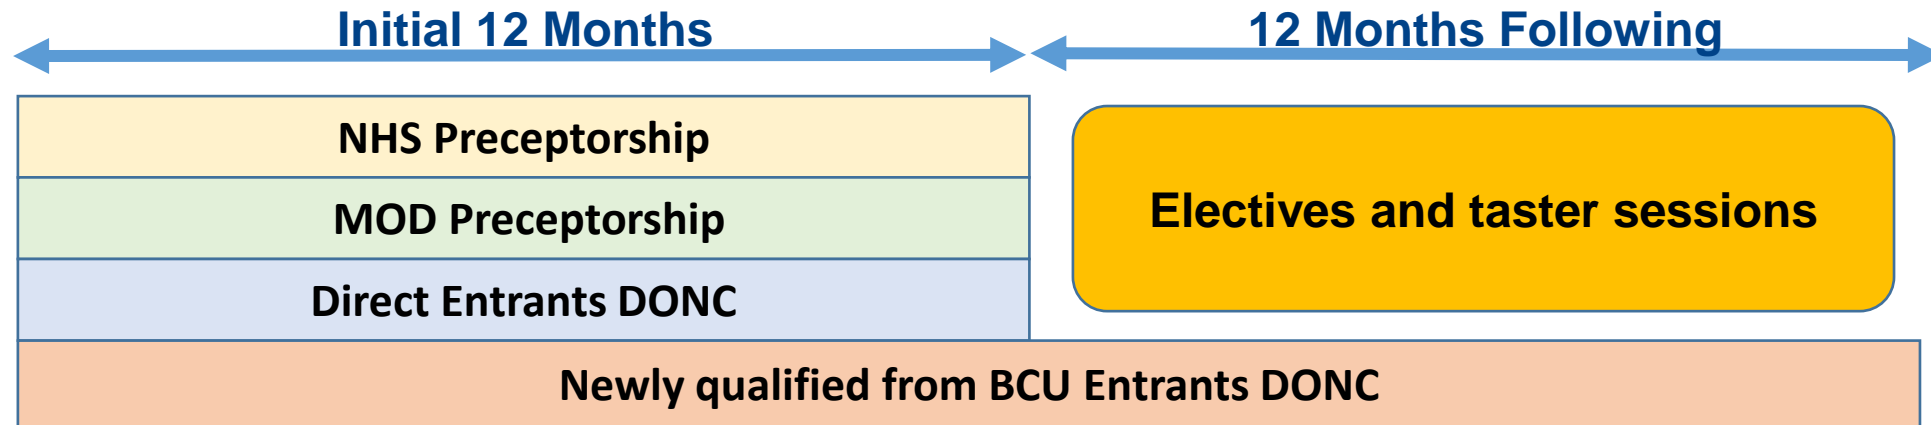 Initial 12 Months
12 Months Following
NHS Preceptorship
MOD Preceptorship
Direct Entrants DONC
Electives and taster sessions
Newly qualified from BCU Entrants DONC